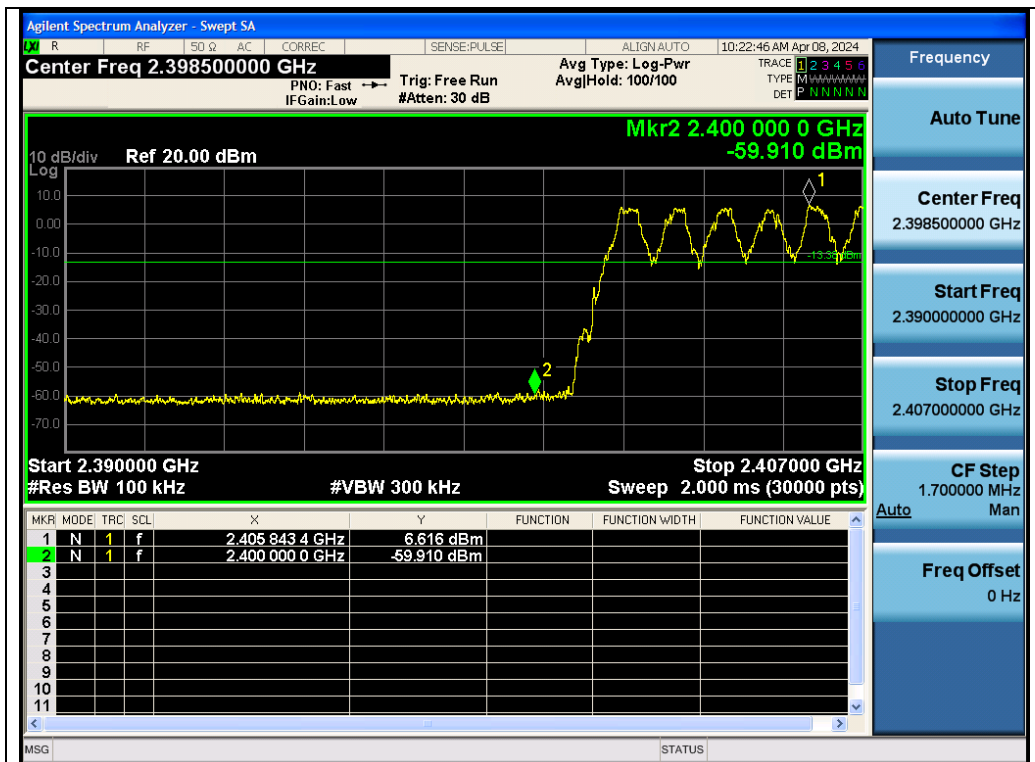 Agilent Spectrum Analyzer - Swept SA
LXI R RF 50 Ω AC CORREC SENSE:PULSE ALIGN AUTO 10:22:46 AM Apr 08, 2024
Center Freq 2.398500000 GHz
PNO: Fast
IFGain:Low
Trig: Free Run
#Atten: 30 dB
Avg Type: Log-Pwr
Avg|Hold: 100/100
TRACE 1 2 3 4 5 6
TYPE M
DET P N N N N N
Mkr2 2.400 000 0 GHz
-59.910 dBm
10 dB/div Ref 20.00 dBm
Log
10.0
0.00
-10.0
-20.0
-30.0
-40.0
-50.0
-60.0
-70.0
1
-13.38 dBm
2
Start 2.390000 GHz Stop 2.407000 GHz
#Res BW 100 kHz #VBW 300 kHz Sweep 2.000 ms (30000 pts)
MKR MODE TRC SCL X Y FUNCTION FUNCTION WIDTH FUNCTION VALUE
1 N 1 f 2.405 843 4 GHz 6.616 dBm
2 N 1 f 2.400 000 0 GHz -59.910 dBm
3
4
5
6
7
8
9
10
11
MSG STATUS
Frequency
Auto Tune
Center Freq
2.398500000 GHz
Start Freq
2.390000000 GHz
Stop Freq
2.407000000 GHz
CF Step
1.700000 MHz
Auto Man
Freq Offset
0 Hz